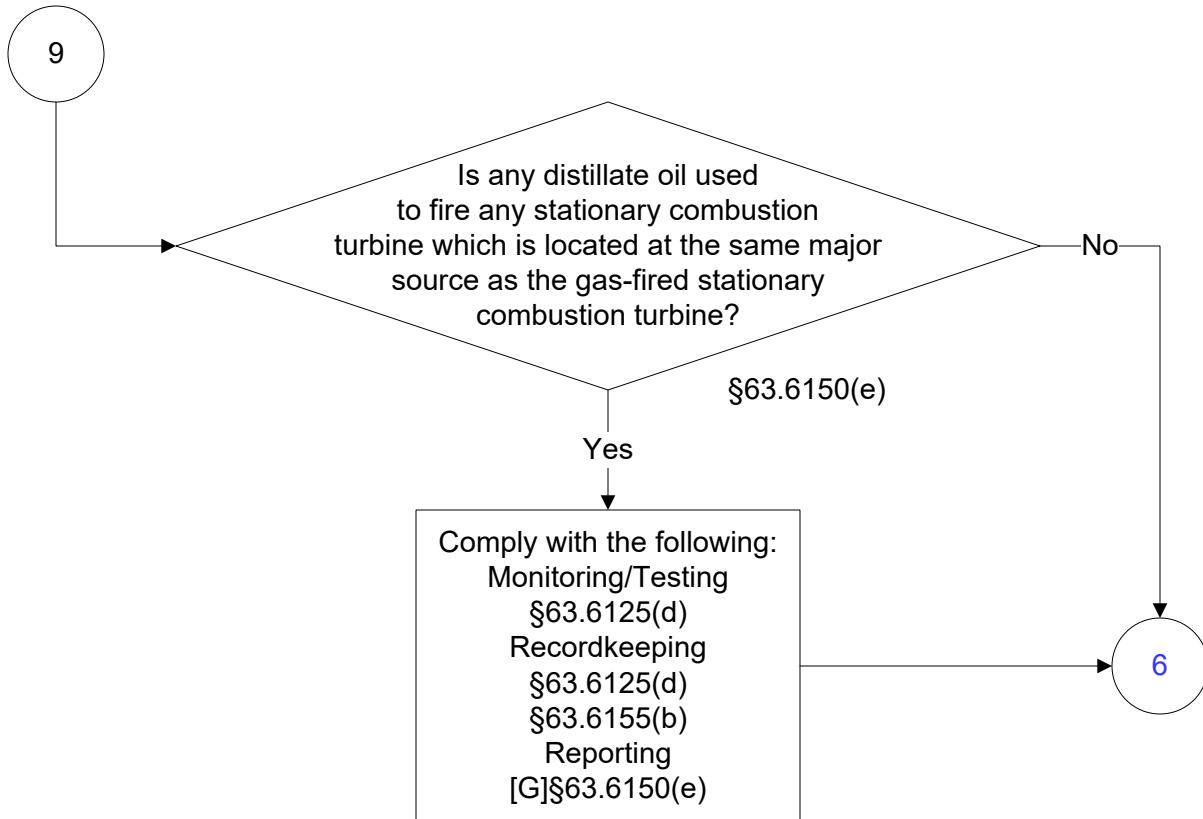 9
Is any distillate oil used
to fire any stationary combustion
turbine which is located at the same major
source as the gas-fired stationary
combustion turbine?
No
§63.6150(e)
Yes
Comply with the following:
Monitoring/Testing
§63.6125(d)
Recordkeeping
§63.6125(d)
§63.6155(b)
Reporting
[G]§63.6150(e)
6